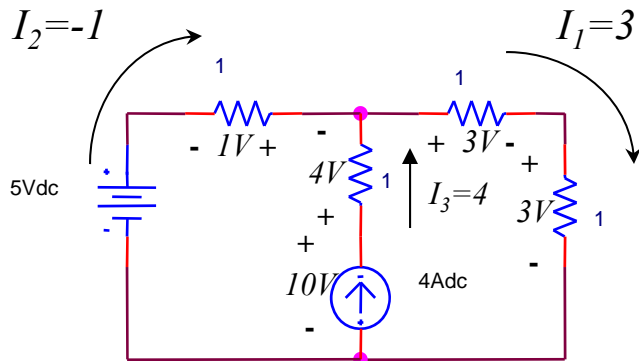 I₂=-1
I₁=3
1
1
- 1V +
-
+ 3V -
5Vdc
+
-
4V
1
+
I₃=4
+
3V
1
-
+
10V
-
4Adc
-
+